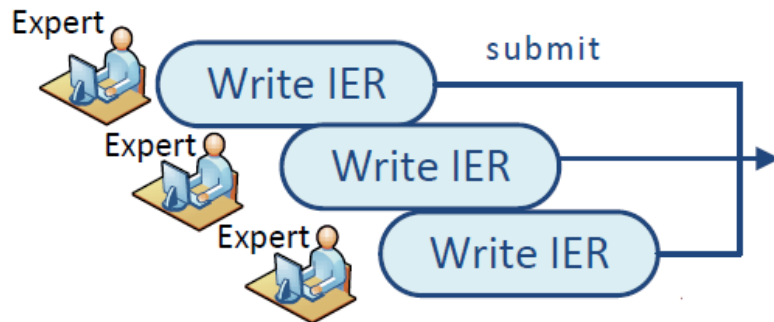 Expert
Write IER
submit
Expert
Write IER
Expert
Write IER